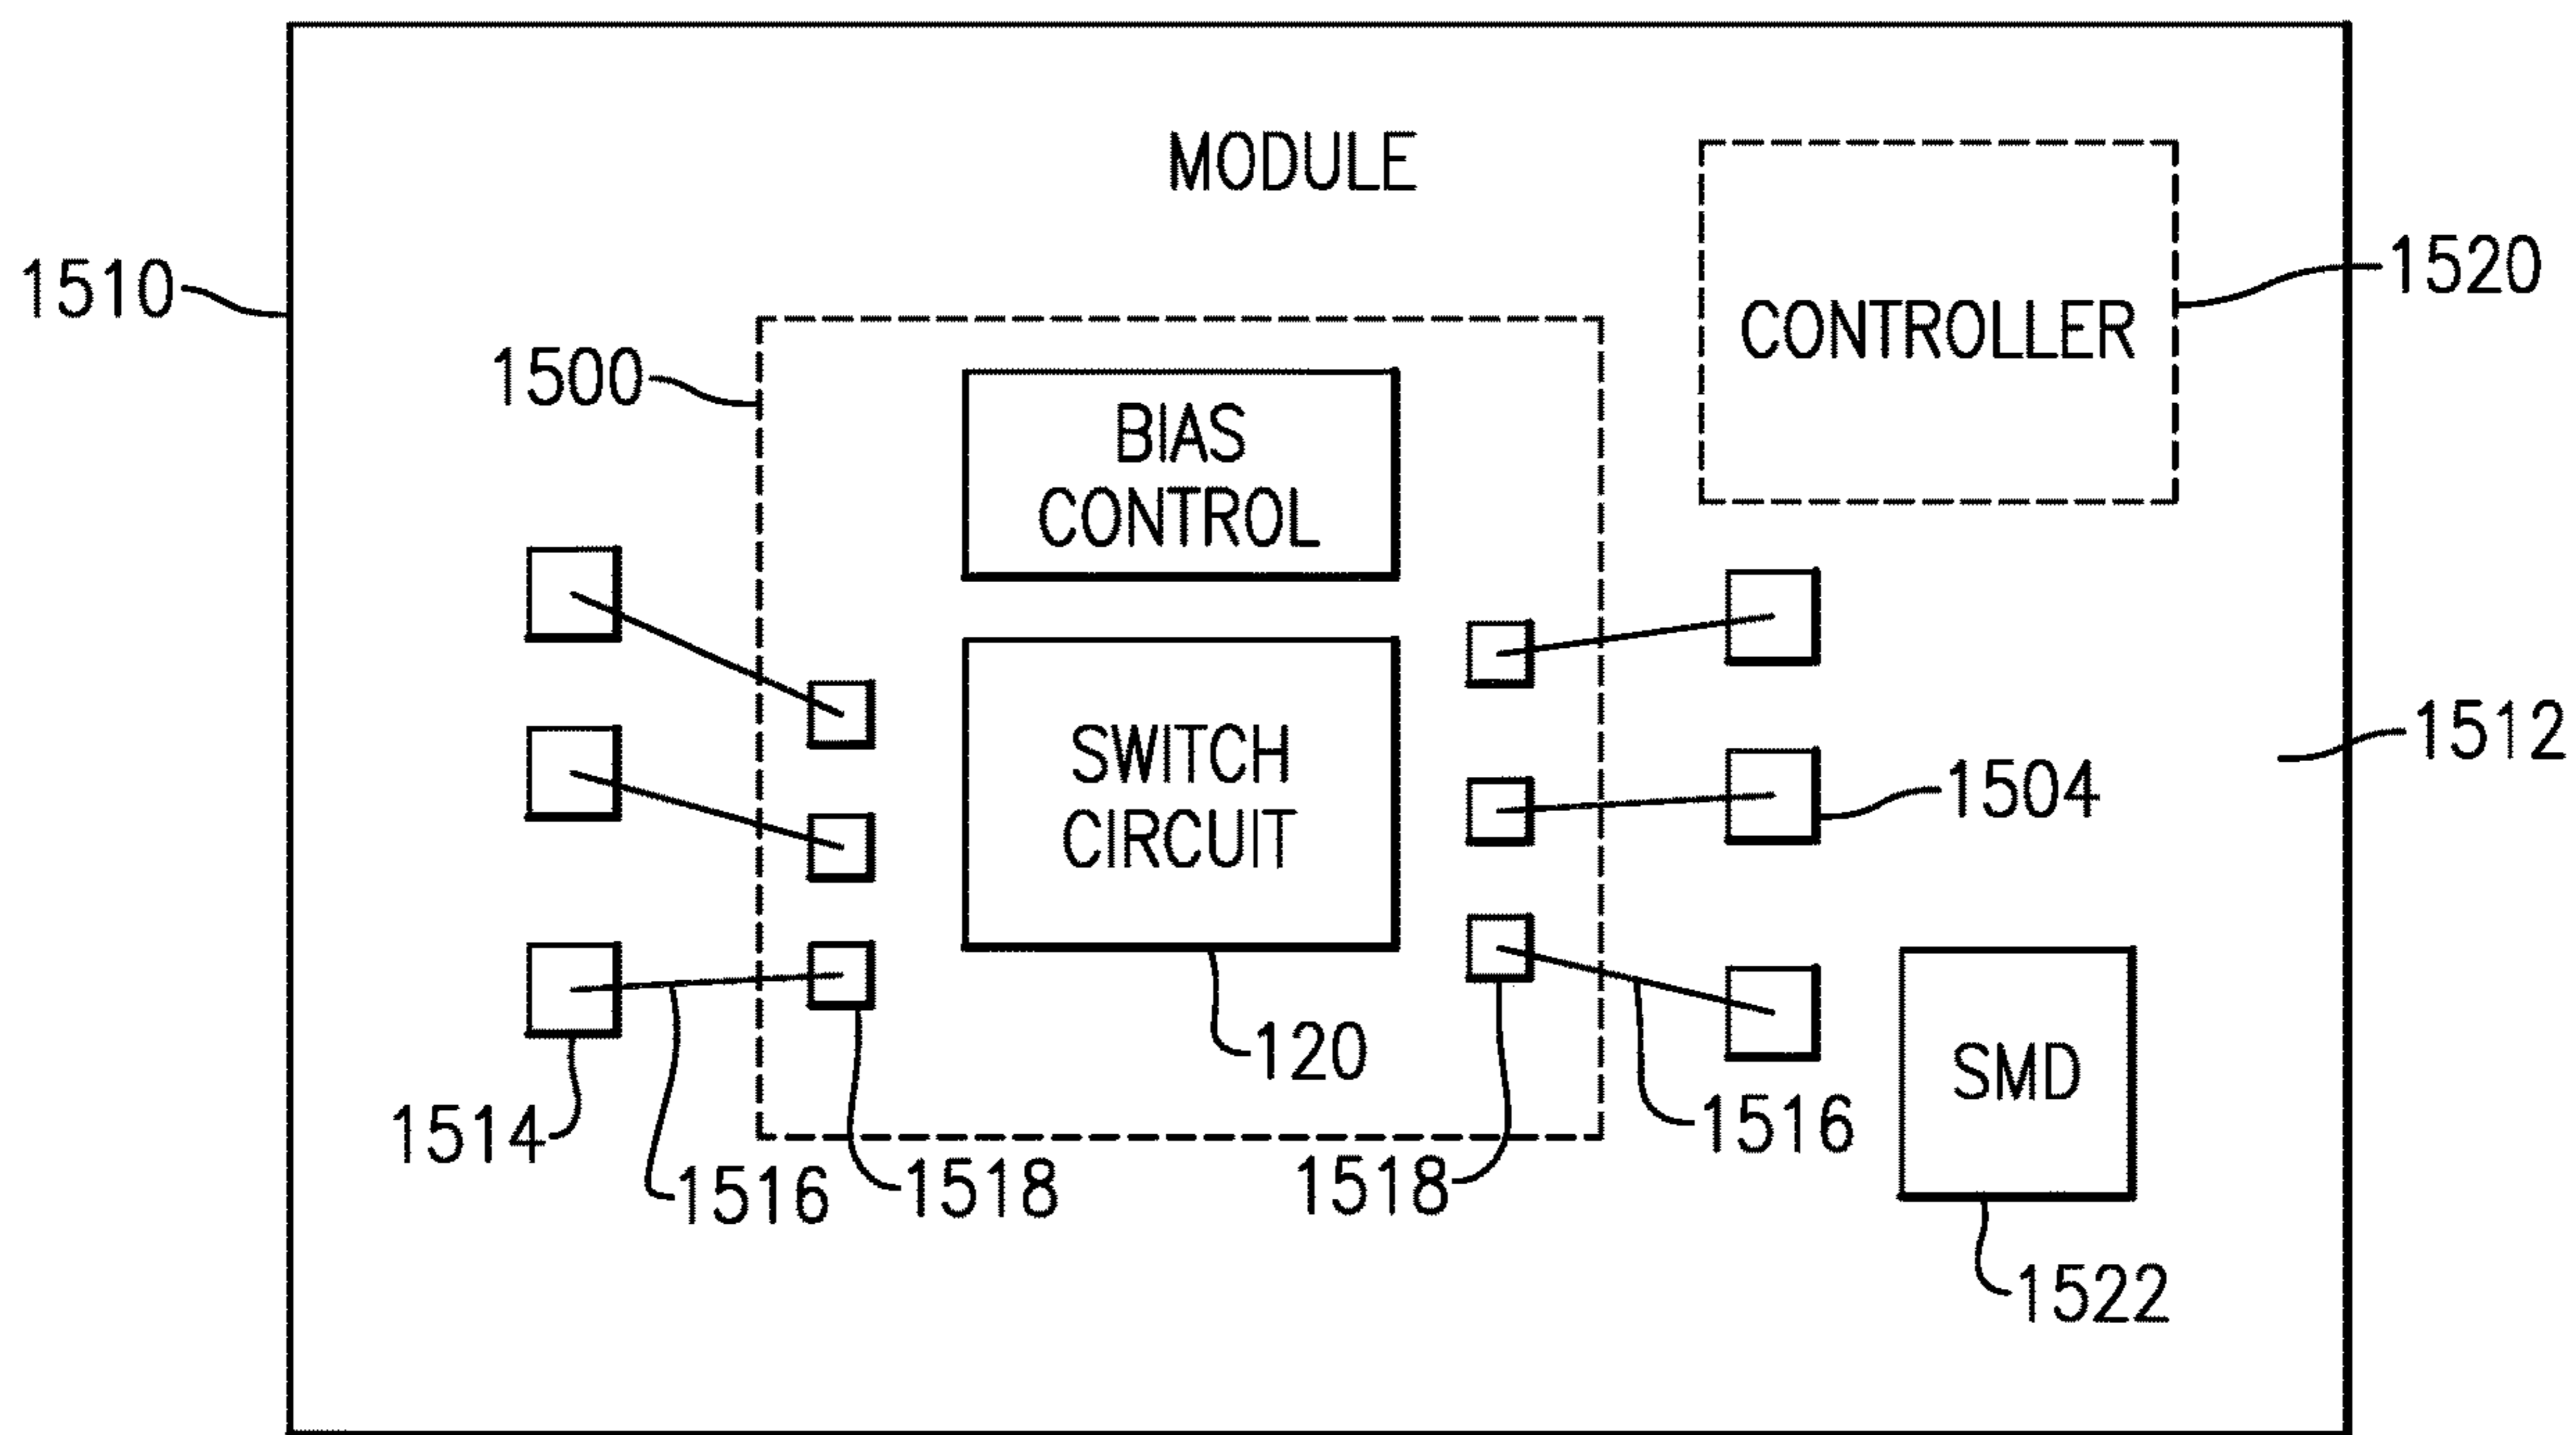 MODULE
1510
1520
CONTROLLER
1500
BIAS
CONTROL
1512
SWITCH
CIRCUIT
1504
120
SMD
1514
1516
1516
1518
1518
1522